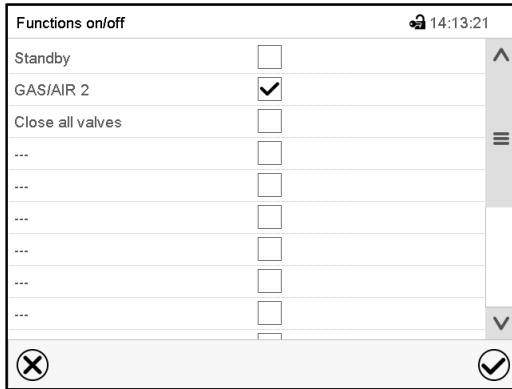 Functions on/off 14:13:21
Standby
GAS/AIR 2
Close all valves
---
---
---
---
---
---